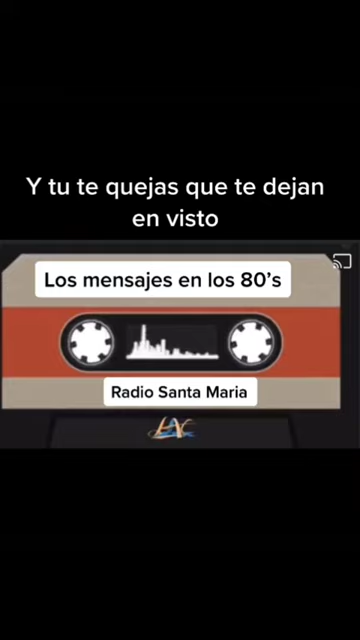 Y tu te quejas que te dejan
en visto
Los mensajes en los 80's
Radio Santa Maria